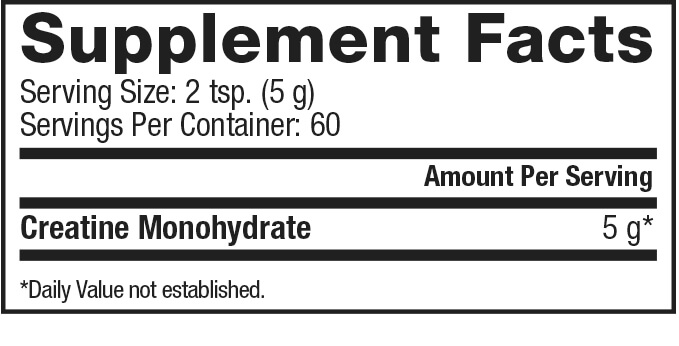 Supplement Facts
Serving Size: 2 tsp. (5 g)
Servings Per Container: 60
Amount Per Serving
Creatine Monohydrate 5 g*
*Daily Value not established.